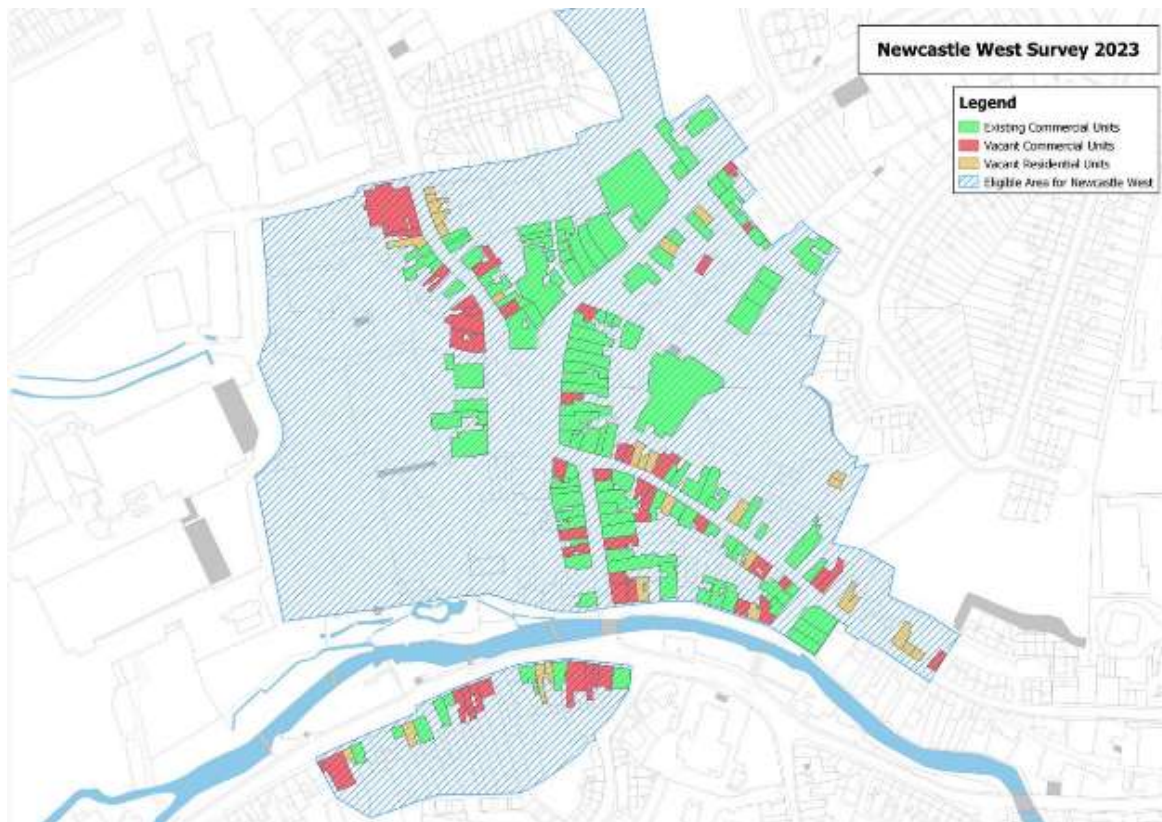 Newcastle West Survey 2023
Legend
Existing Commercial Units
Vacant Commercial Units
Vacant Residential Units
Eligible Area for Newcastle West